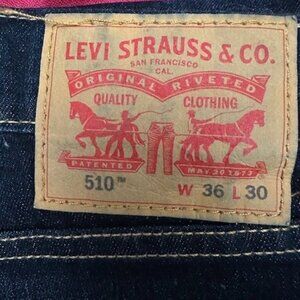 LEVI STRAUSS & CO.
SAN FRANCISCO
CAL.
ORIGINAL RIVETED
QUALITY CLOTHING
PATENTED MAY 20 1873
510™ W 36 L 30